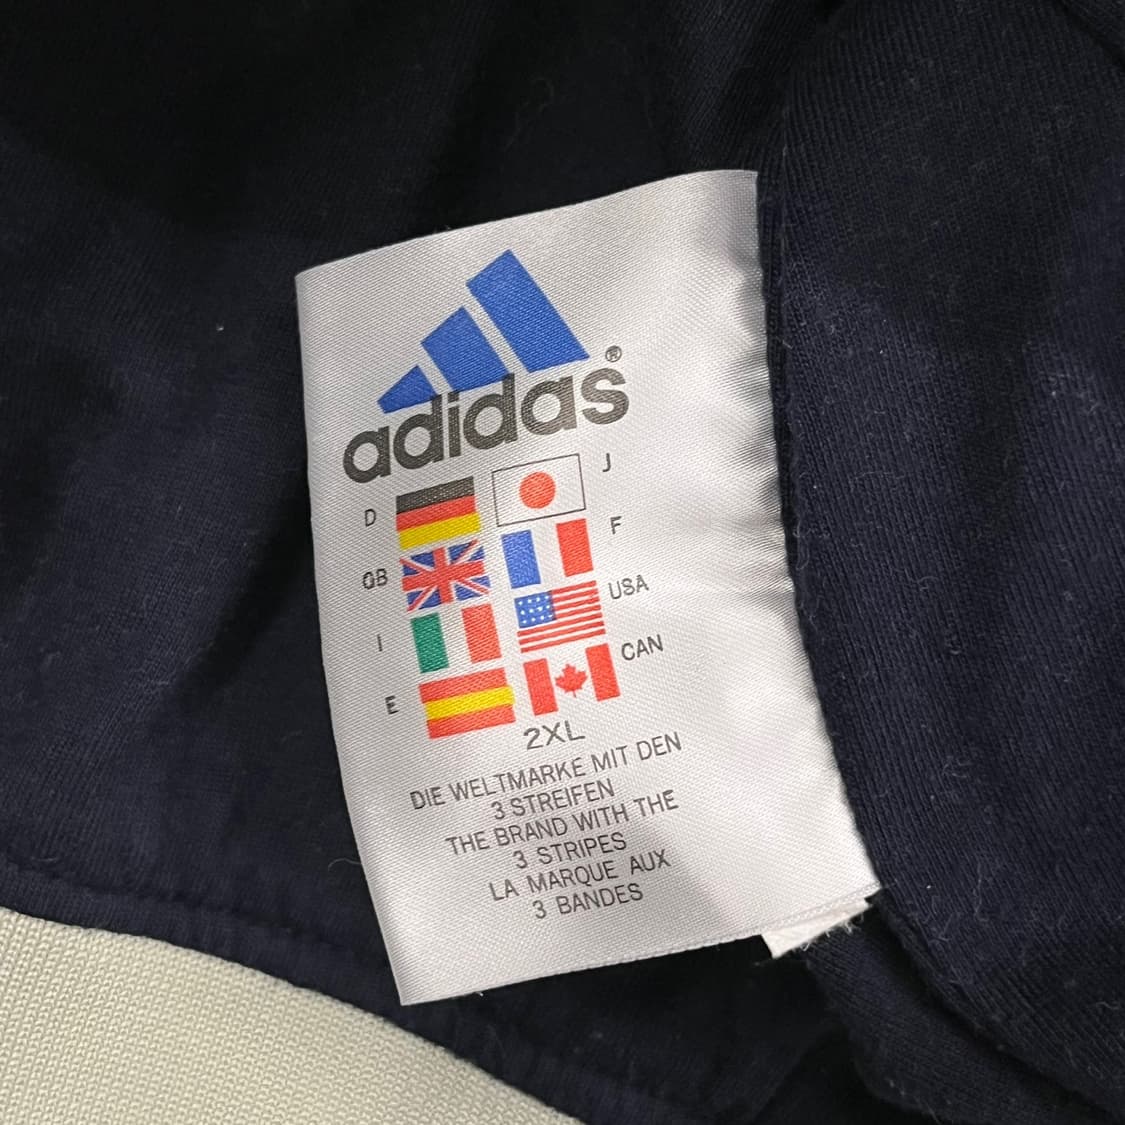 adidas®
D J
GB F
I USA
E CAN
2XL
DIE WELTMARKE MIT DEN
3 STREIFEN
THE BRAND WITH THE
3 STRIPES
LA MARQUE AUX
3 BANDES